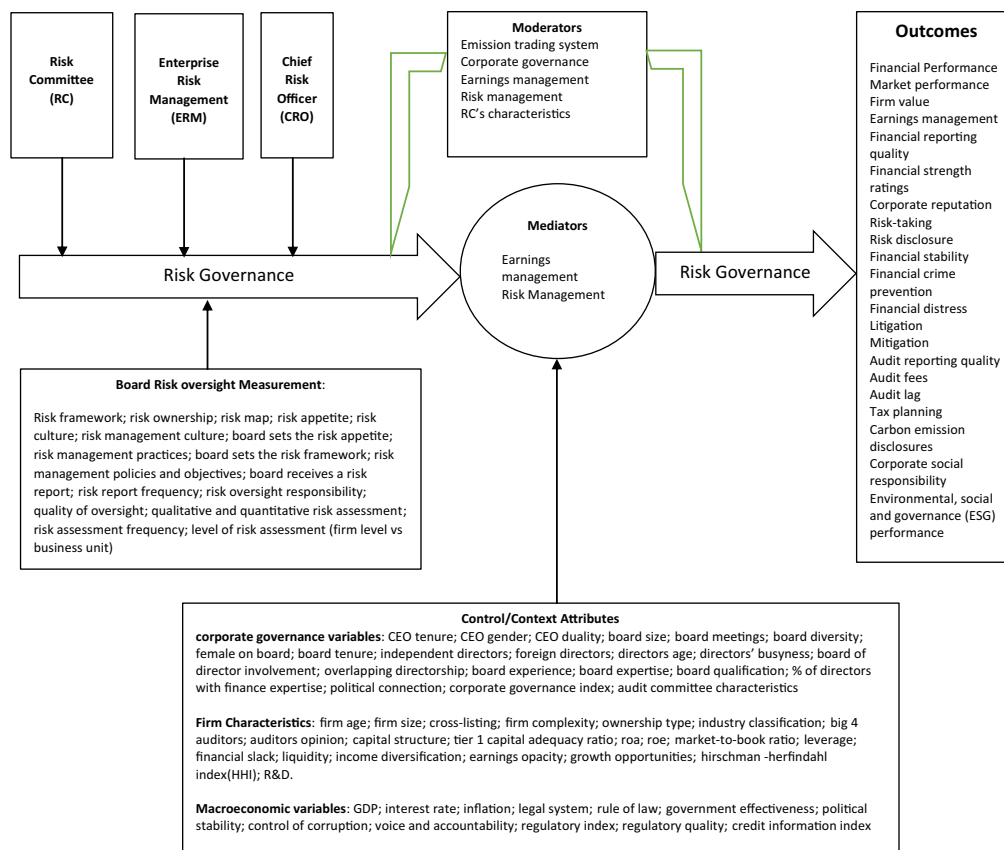 Risk
Committee
(RC)
Enterprise
Risk
Management
(ERM)
Chief
Risk
Officer
(CRO)
Moderators
Emission trading system
Corporate governance
Earnings management
Risk management
RC's characteristics
Risk Governance
Mediators
Earnings
management
Risk Management
Risk Governance
Outcomes
Financial Performance
Market performance
Firm value
Earnings management
Financial reporting
quality
Financial strength
ratings
Corporate reputation
Risk-taking
Risk disclosure
Financial stability
Financial crime
prevention
Financial distress
Litigation
Mitigation
Audit reporting quality
Audit fees
Audit lag
Tax planning
Carbon emission
disclosures
Corporate social
responsibility
Environmental, social
and governance (ESG)
performance
Board Risk oversight Measurement:
Risk framework; risk ownership; risk map; risk appetite; risk
culture; risk management culture; board sets the risk appetite;
risk management practices; board sets the risk framework; risk
management policies and objectives; board receives a risk
report; risk report frequency; risk oversight responsibility;
quality of oversight; qualitative and quantitative risk assessment;
risk assessment frequency; level of risk assessment (firm level vs
business unit)
Control/Context Attributes
corporate governance variables: CEO tenure; CEO gender; CEO duality; board size; board meetings; board diversity;
female on board; board tenure; independent directors; foreign directors; directors age; directors' busyness; board of
director involvement; overlapping directorship; board experience; board expertise; board qualification; % of directors
with finance expertise; political connection; corporate governance index; audit committee characteristics
Firm Characteristics: firm age; firm size; cross-listing; firm complexity; ownership type; industry classification; big 4
auditors; auditors opinion; capital structure; tier 1 capital adequacy ratio; roa; roe; market-to-book ratio; leverage;
financial slack; liquidity; income diversification; earnings opacity; growth opportunities; hirschman -herfindahl
index(HHI); R&D.
Macroeconomic variables: GDP; interest rate; inflation; legal system; rule of law; government effectiveness; political
stability; control of corruption; voice and accountability; regulatory index; regulatory quality; credit information index